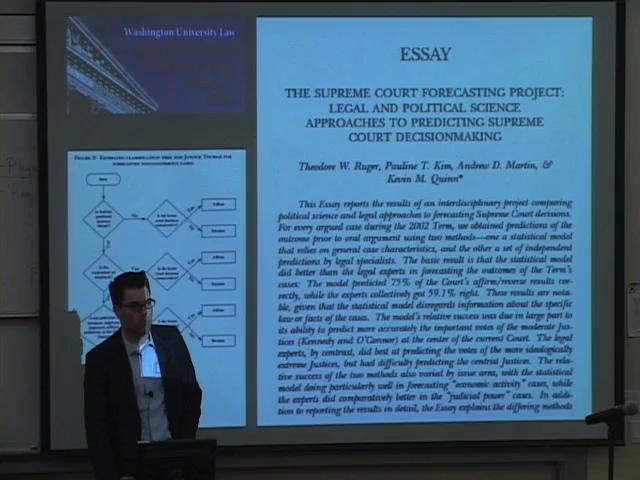 Washington University Law
ESSAY
THE SUPREME COURT FORECASTING PROJECT:
LEGAL AND POLITICAL SCIENCE
APPROACHES TO PREDICTING SUPREME
COURT DECISIONMAKING
Theodore W. Ruger, Pauline T. Kim, Andrew D. Martin, &
Kevin M. Quinn*
This Essay reports the results of an interdisciplinary project comparing
political science and legal approaches to forecasting Supreme Court decisions.
For every argued case during the 2002 Term, we obtained predictions of the
outcome prior to oral argument using two methods—one a statistical model
that relies on general case characteristics, and the other a set of independent
predictions by legal specialists. The basic result is that the statistical model
did better than the legal experts in forecasting the outcomes of the Term's
cases: The model predicted 75% of the Court's affirm/reverse results cor-
rectly, while the experts collectively got 59.1% right. These results are nota-
ble, given that the statistical model disregards information about the specific
law or facts of the cases. The model's relative success was due in large part to
its ability to predict more accurately the important votes of the moderate Jus-
tices (Kennedy and O'Connor) at the center of the current Court. The legal
experts, by contrast, did best at predicting the votes of the more ideologically
extreme Justices, but had difficulty predicting the centrist Justices. The rela-
tive success of the two methods also varied by issue area, with the statistical
model doing particularly well in forecasting "economic activity" cases, while
the experts did comparatively better in the "judicial power" cases. In addi-
tion to reporting the results in detail, the Essay explains the differing methods